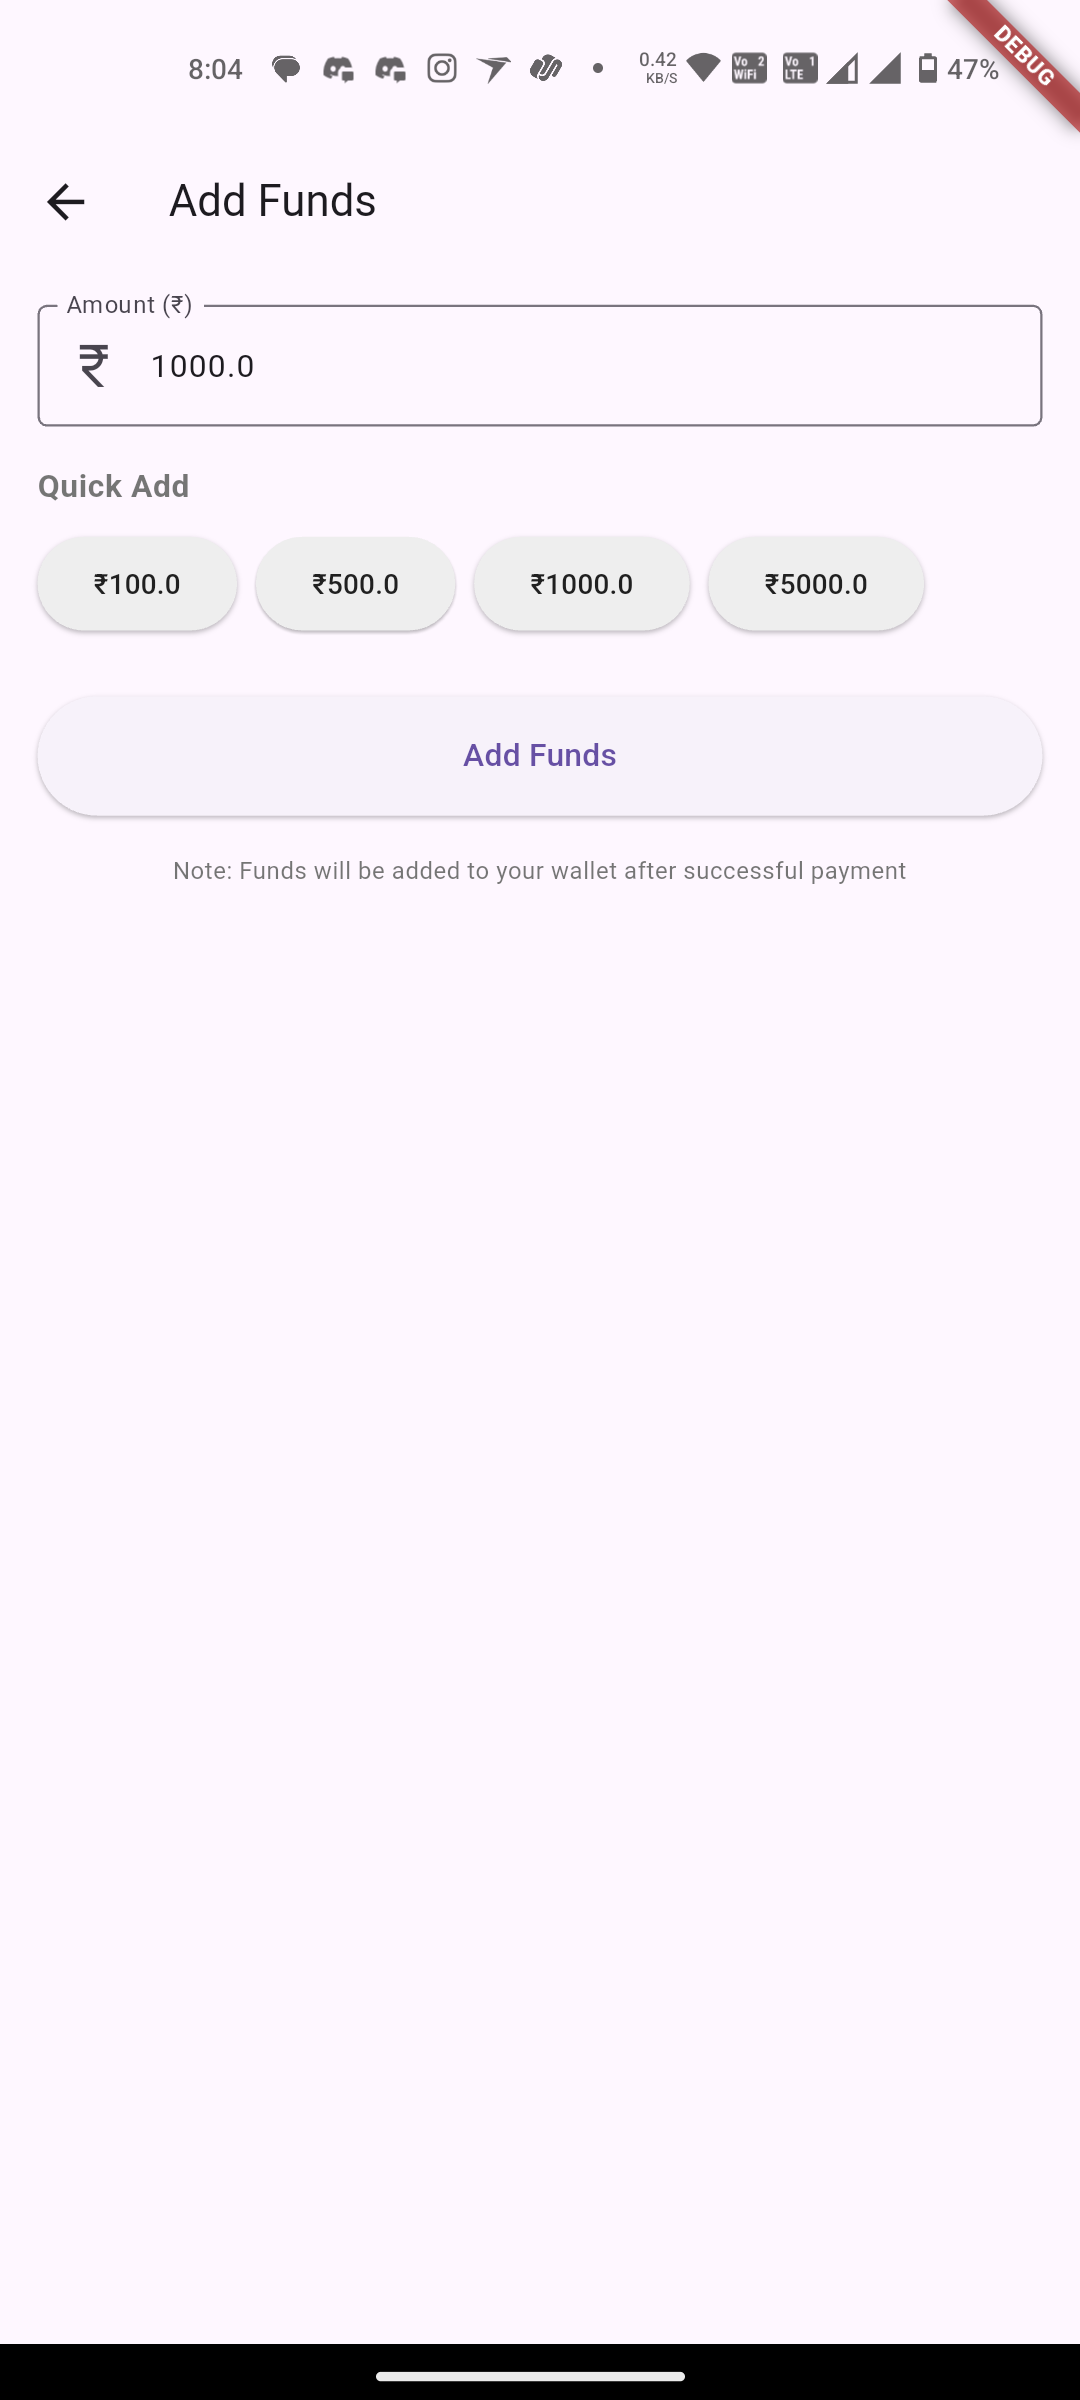 8:04 0.42 KB/S Vo 2 WiFi Vo 1 LTE 47% DEBUG
Add Funds
Amount (₹)
₹ 1000.0
Quick Add
₹100.0 ₹500.0 ₹1000.0 ₹5000.0
Add Funds
Note: Funds will be added to your wallet after successful payment